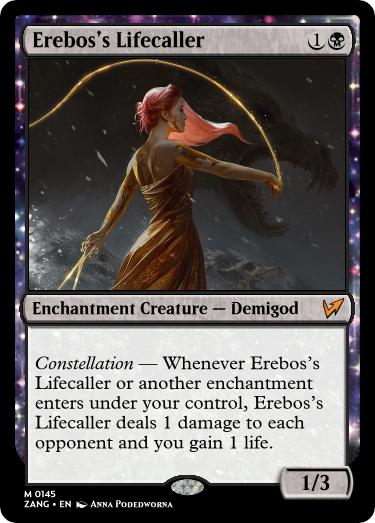 Erebos's Lifecaller 1
Enchantment Creature — Demigod
Constellation — Whenever Erebos's
Lifecaller or another enchantment
enters under your control, Erebos's
Lifecaller deals 1 damage to each
opponent and you gain 1 life.
1/3
M 0145
ZANG • EN Anna Podedworna